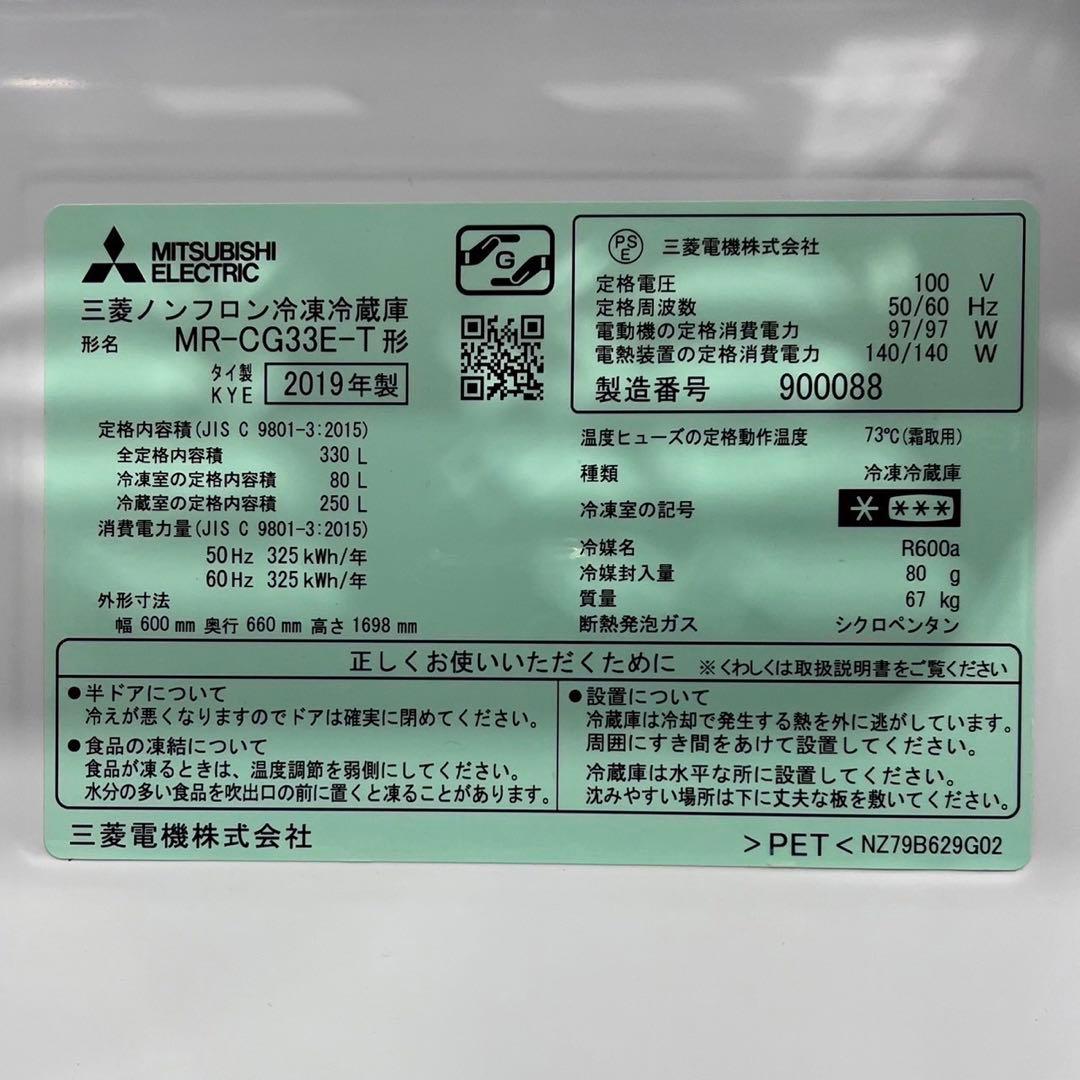 MITSUBISHI
ELECTRIC
三菱ノンフロン冷凍冷蔵庫
形名 MR-CG33E-T形
タイ製
KYE 2019年製
定格内容積(JIS C 9801-3:2015)
全定格内容積 330 L
冷凍室の定格内容積 80 L
冷蔵室の定格内容積 250 L
消費電力量(JIS C 9801-3:2015)
50Hz 325kWh/年
60Hz 325kWh/年
外形寸法
幅600mm 奥行660mm 高さ1698mm
G
PSE 三菱電機株式会社
定格電圧 100 V
定格周波数 50/60 Hz
電動機の定格消費電力 97/97 W
電熱装置の定格消費電力 140/140 W
製造番号 900088
温度ヒューズの定格動作温度 73℃(霜取用)
種類 冷凍冷蔵庫
冷凍室の記号 * ***
冷媒名 R600a
冷媒封入量 80 g
質量 67 kg
断熱発泡ガス シクロペンタン
正しくお使いいただくために ※くわしくは取扱説明書をご覧ください
●半ドアについて
冷えが悪くなりますのでドアは確実に閉めてください。
●食品の凍結について
食品が凍るときは、温度調節を弱側にしてください。
水分の多い食品を吹出口の前に置くと凍ることがあります。
●設置について
冷蔵庫は冷却で発生する熱を外に逃がしています。
周囲にすき間をあけて設置してください。
冷蔵庫は水平な所に設置してください。
沈みやすい場所は下に丈夫な板を敷いてください。
三菱電機株式会社
>PET< NZ79B629G02